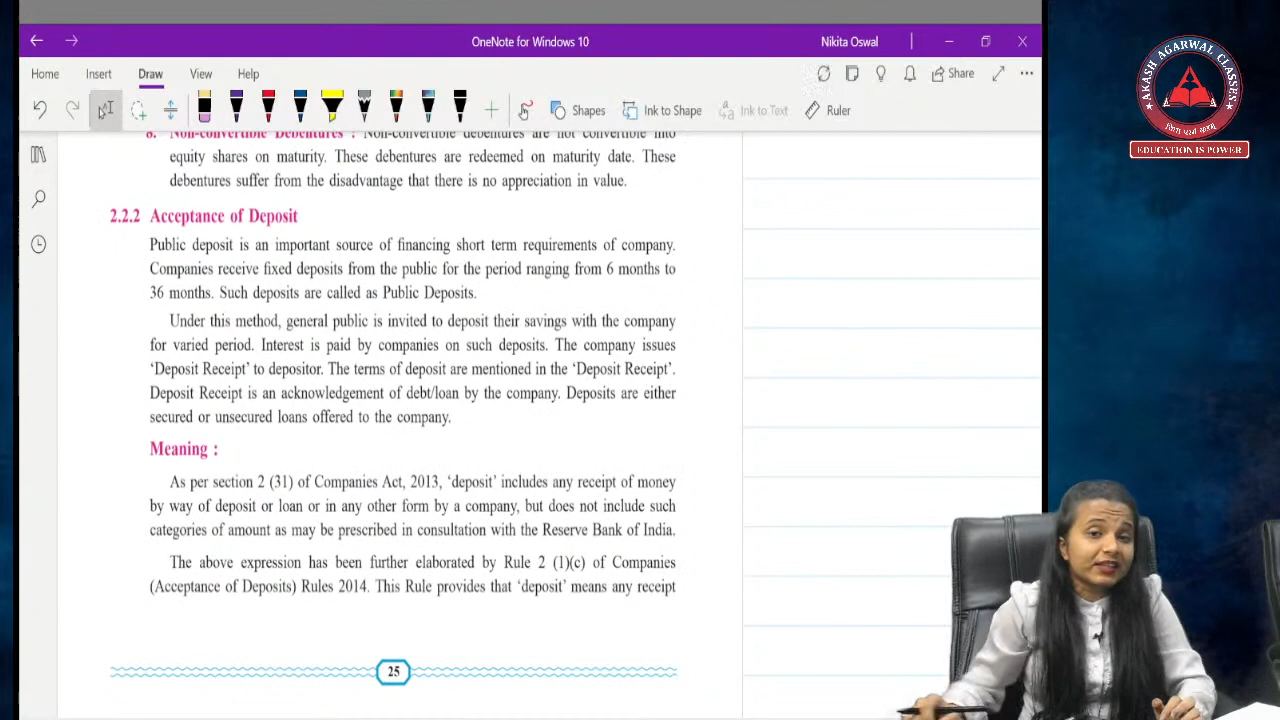 OneNote for Windows 10
Nikita Oswal
Home Insert Draw View Help
Share
Shapes Ink to Shape Ink to Text Ruler
8. Non-convertible Debentures : Non-convertible debentures are not convertible into
equity shares on maturity. These debentures are redeemed on maturity date. These
debentures suffer from the disadvantage that there is no appreciation in value.
2.2.2 Acceptance of Deposit
Public deposit is an important source of financing short term requirements of company.
Companies receive fixed deposits from the public for the period ranging from 6 months to
36 months. Such deposits are called as Public Deposits.
Under this method, general public is invited to deposit their savings with the company
for varied period. Interest is paid by companies on such deposits. The company issues
‘Deposit Receipt’ to depositor. The terms of deposit are mentioned in the ‘Deposit Receipt’.
Deposit Receipt is an acknowledgement of debt/loan by the company. Deposits are either
secured or unsecured loans offered to the company.
Meaning :
As per section 2 (31) of Companies Act, 2013, ‘deposit’ includes any receipt of money
by way of deposit or loan or in any other form by a company, but does not include such
categories of amount as may be prescribed in consultation with the Reserve Bank of India.
The above expression has been further elaborated by Rule 2 (1)(c) of Companies
(Acceptance of Deposits) Rules 2014. This Rule provides that ‘deposit’ means any receipt
25
AKASH AGARWAL CLASSES
EDUCATION IS POWER